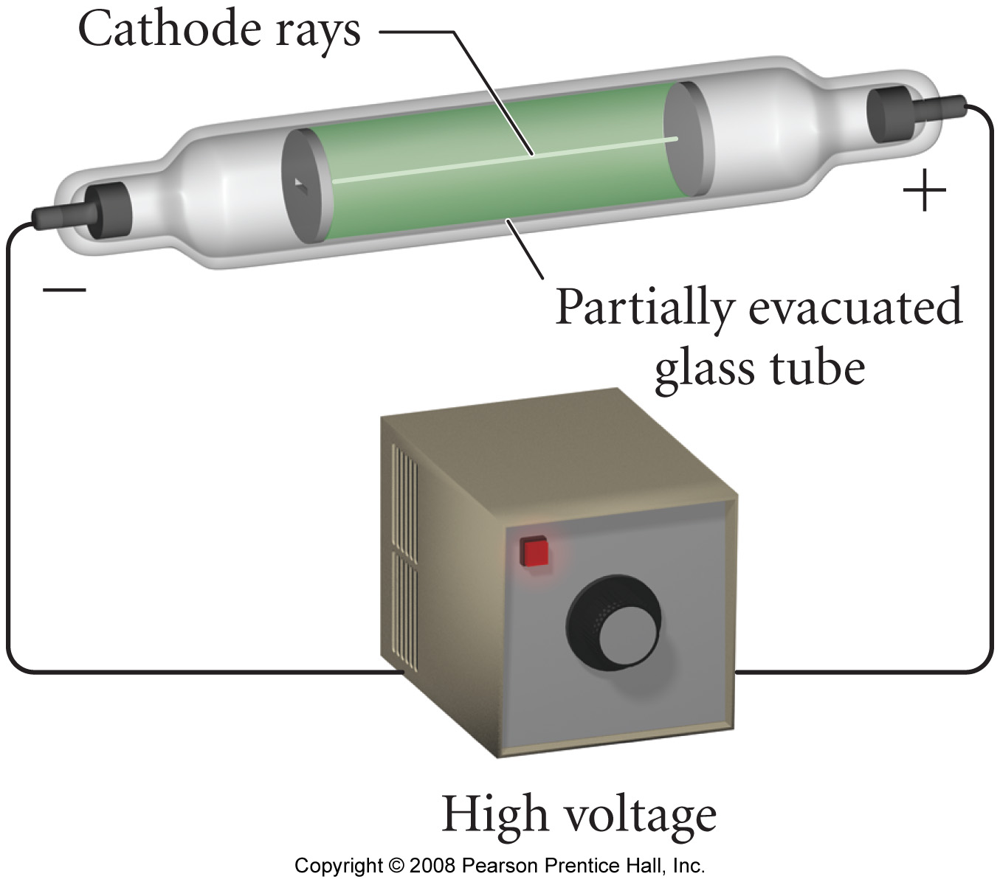 Cathode rays
+
−
Partially evacuated
glass tube
High voltage
Copyright © 2008 Pearson Prentice Hall, Inc.